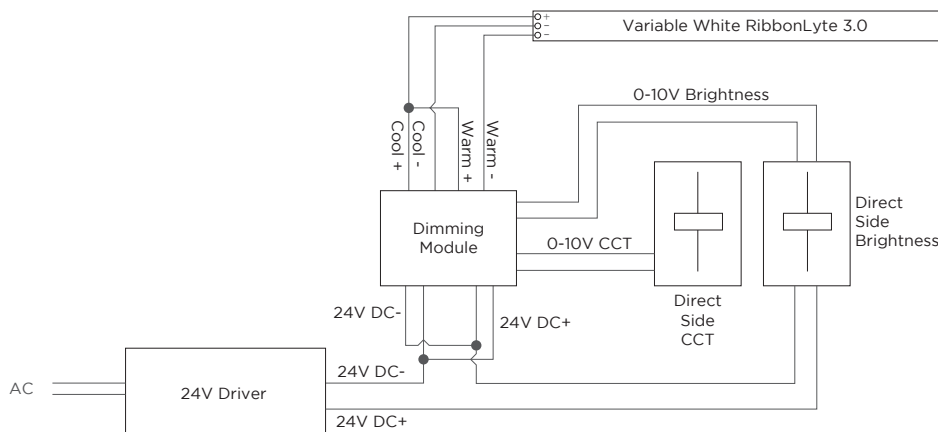 +
−
−
Variable White RibbonLyte 3.0
0-10V Brightness
Cool +
Cool -
Warm +
Warm -
Dimming
Module
Direct
Side
Brightness
0-10V CCT
24V DC-
24V DC+
Direct
Side
CCT
AC
24V Driver
24V DC-
24V DC+